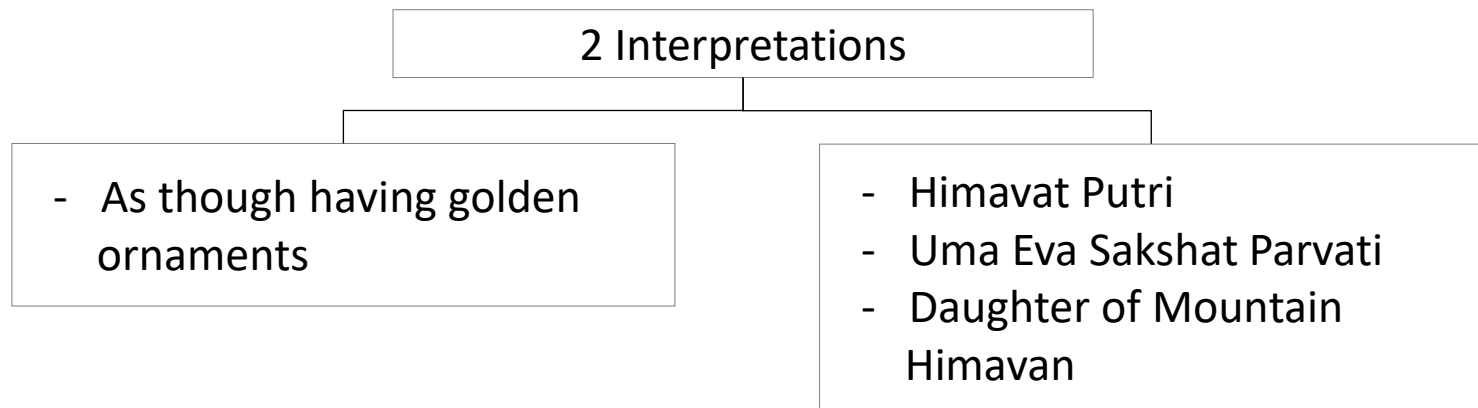 2 Interpretations
- As though having golden
ornaments
- Himavat Putri
- Uma Eva Sakshat Parvati
- Daughter of Mountain
Himavan